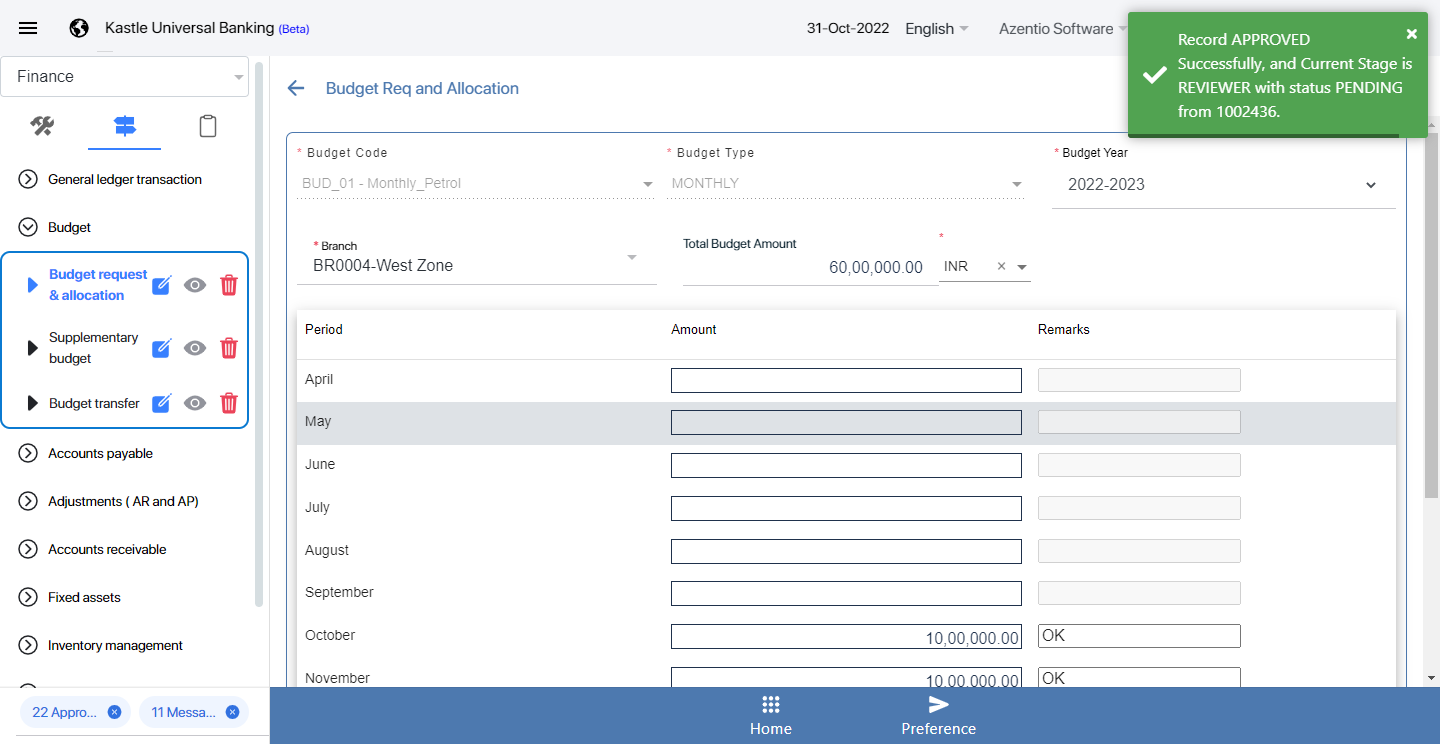 Kastle Universal Banking (Beta)
31-Oct-2022
English
Azentio Software
Record APPROVED
Successfully, and Current Stage is
REVIEWER with status PENDING
from 1002436.
Finance
General ledger transaction
Budget
Budget request
& allocation
Supplementary
budget
Budget transfer
Accounts payable
Adjustments ( AR and AP)
Accounts receivable
Fixed assets
Inventory management
22 Appro...
11 Messa...
Budget Req and Allocation
* Budget Code
* Budget Type
* Budget Year
BUD_01 - Monthly_Petrol
MONTHLY
2022-2023
* Branch
Total Budget Amount
*
BR0004-West Zone
60,00,000.00
INR
Period
Amount
Remarks
April
May
June
July
August
September
October
10,00,000.00
OK
November
10,00,000.00
OK
Home
Preference